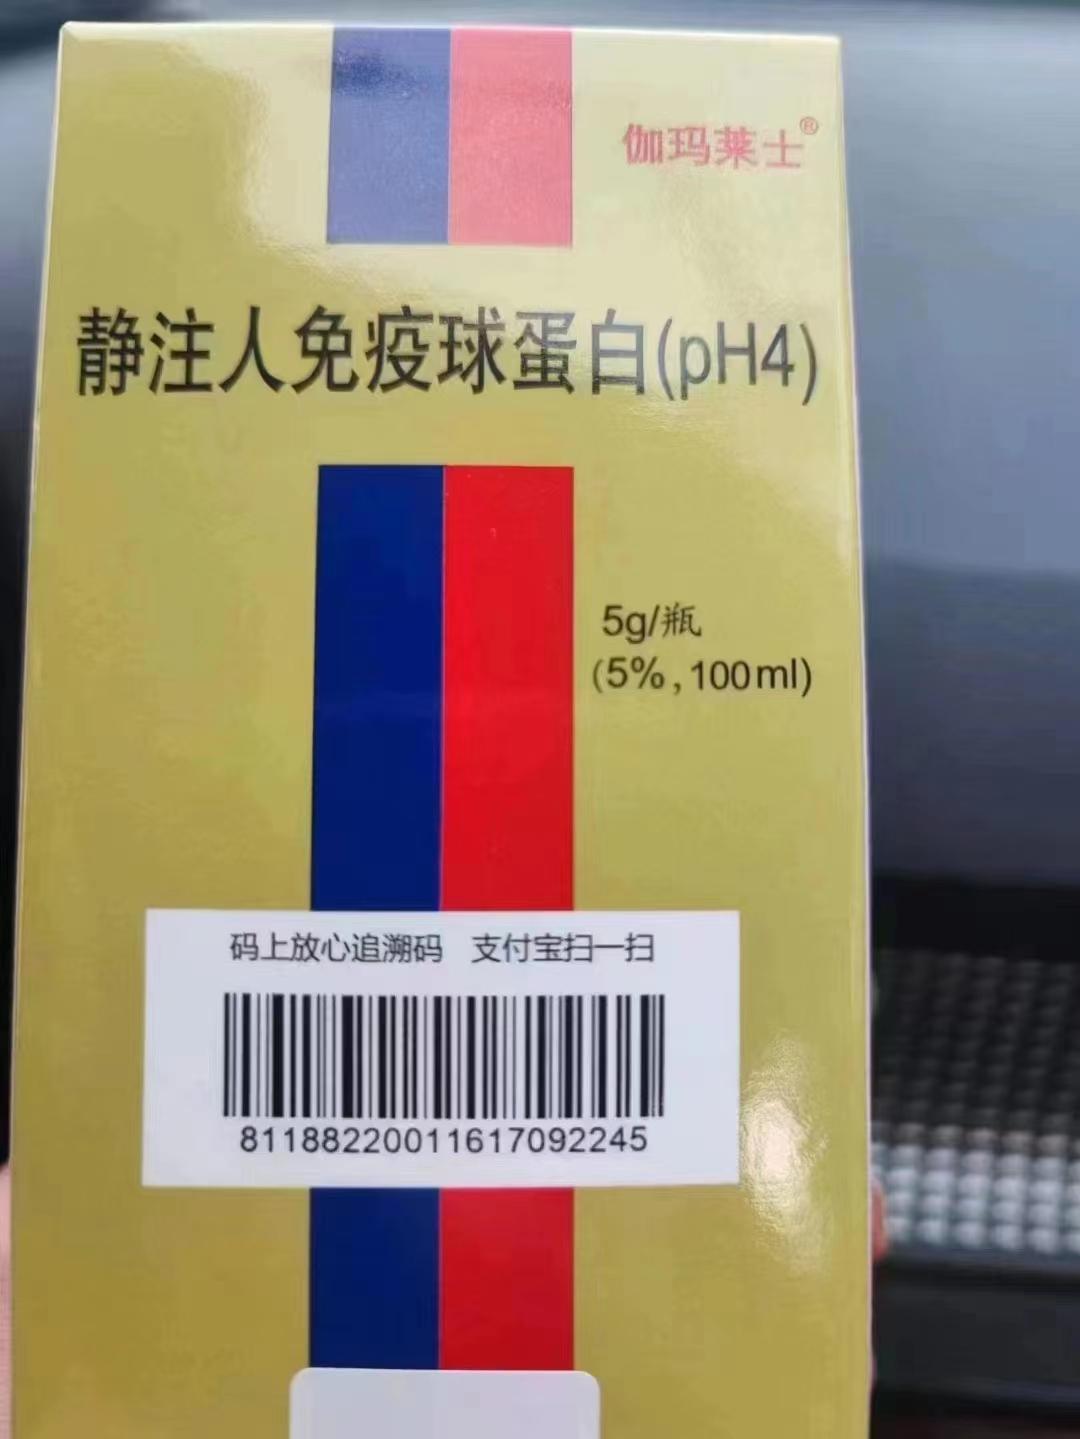 伽玛莱士®
静注人免疫球蛋白(pH4)
5g/瓶
(5%,100ml)
码上放心追溯码 支付宝扫一扫
81188220011617092245